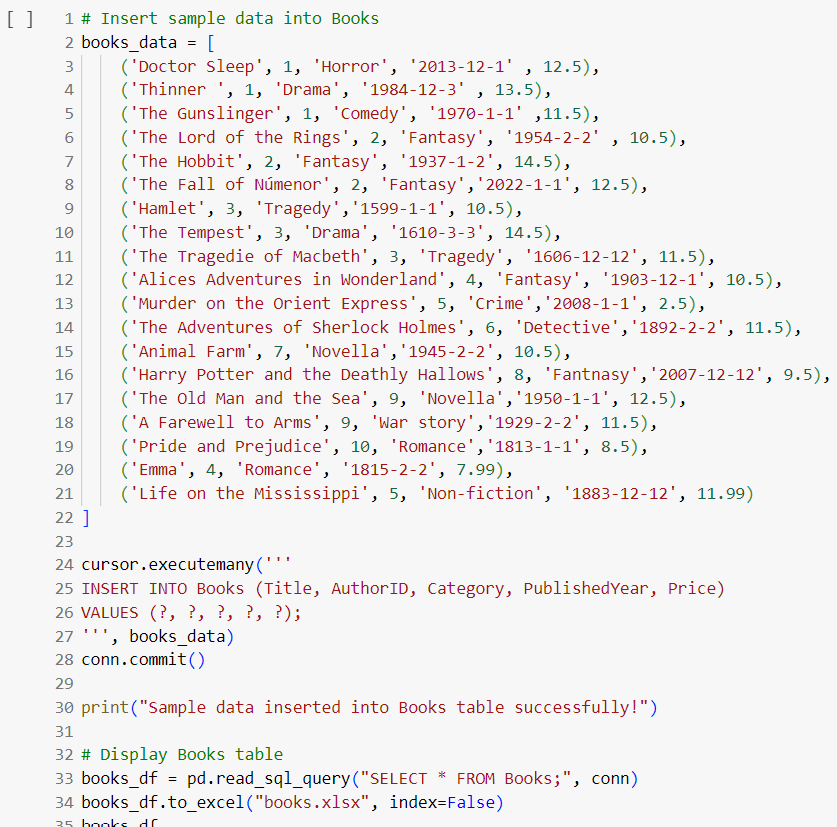 [ ] 1 # Insert sample data into Books
2 books_data = [
3 ('Doctor Sleep', 1, 'Horror', '2013-12-1' , 12.5),
4 ('Thinner ', 1, 'Drama', '1984-12-3' , 13.5),
5 ('The Gunslinger', 1, 'Comedy', '1970-1-1' ,11.5),
6 ('The Lord of the Rings', 2, 'Fantasy', '1954-2-2' , 10.5),
7 ('The Hobbit', 2, 'Fantasy', '1937-1-2', 14.5),
8 ('The Fall of Númenor', 2, 'Fantasy','2022-1-1', 12.5),
9 ('Hamlet', 3, 'Tragedy','1599-1-1', 10.5),
10 ('The Tempest', 3, 'Drama', '1610-3-3', 14.5),
11 ('The Tragedie of Macbeth', 3, 'Tragedy', '1606-12-12', 11.5),
12 ('Alices Adventures in Wonderland', 4, 'Fantasy', '1903-12-1', 10.5),
13 ('Murder on the Orient Express', 5, 'Crime','2008-1-1', 2.5),
14 ('The Adventures of Sherlock Holmes', 6, 'Detective','1892-2-2', 11.5),
15 ('Animal Farm', 7, 'Novella','1945-2-2', 10.5),
16 ('Harry Potter and the Deathly Hallows', 8, 'Fantnasy','2007-12-12', 9.5),
17 ('The Old Man and the Sea', 9, 'Novella','1950-1-1', 12.5),
18 ('A Farewell to Arms', 9, 'War story','1929-2-2', 11.5),
19 ('Pride and Prejudice', 10, 'Romance','1813-1-1', 8.5),
20 ('Emma', 4, 'Romance', '1815-2-2', 7.99),
21 ('Life on the Mississippi', 5, 'Non-fiction', '1883-12-12', 11.99)
22 ]
23
24 cursor.executemany('''
25 INSERT INTO Books (Title, AuthorID, Category, PublishedYear, Price)
26 VALUES (?, ?, ?, ?, ?);
27 ''', books_data)
28 conn.commit()
29
30 print("Sample data inserted into Books table successfully!")
31
32 # Display Books table
33 books_df = pd.read_sql_query("SELECT * FROM Books;", conn)
34 books_df.to_excel("books.xlsx", index=False)
35 books_df